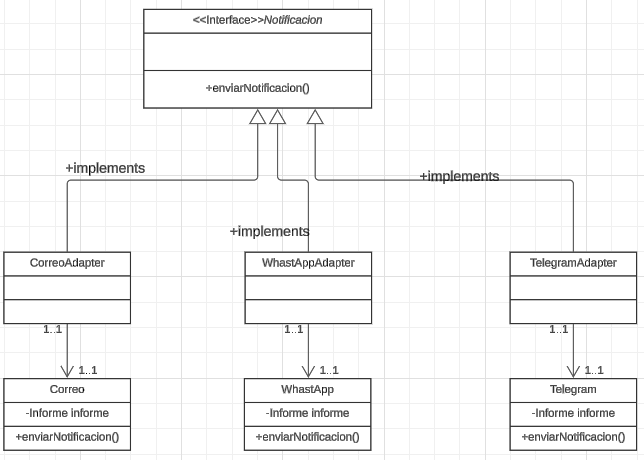 <<Interface>>Notificacion
+enviarNotificacion()
+implements
+implements
+implements
CorreoAdapter
WhastAppAdapter
TelegramAdapter
1..1
1..1
1..1
1..1
1..1
1..1
Correo
WhastApp
Telegram
-Informe informe
-Informe informe
-Informe informe
+enviarNotificacion()
+enviarNotificacion()
+enviarNotificacion()